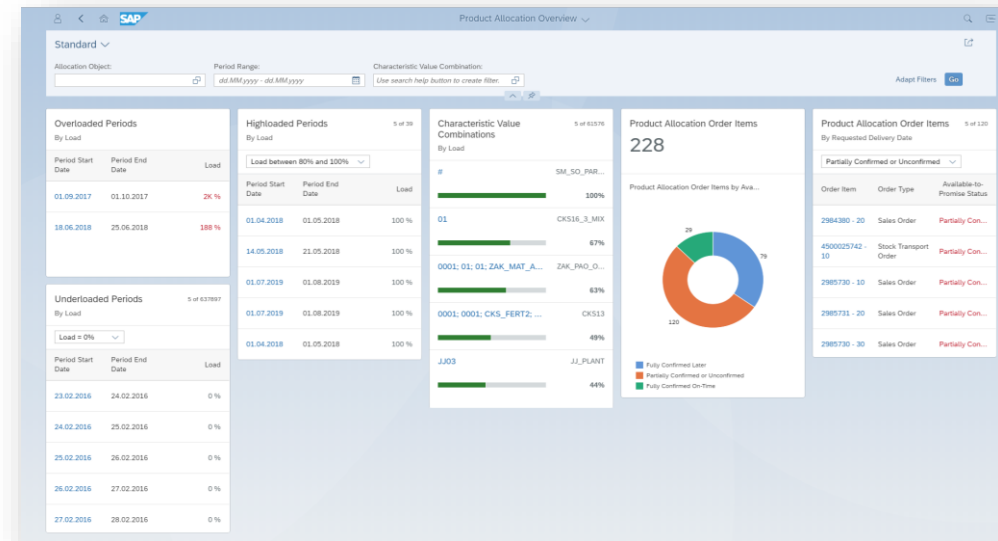 SAP
Product Allocation Overview
Standard
Allocation Object:
Period Range:
Characteristic Value Combination:
dd.MM.yyyy - dd.MM.yyyy
Use search help button to create filter.
Adapt Filters
Go
Overloaded Periods
By Load
Period Start Date
Period End Date
Load
01.09.2017 01.10.2017 2K %
18.06.2018 25.06.2018 188 %
Underloaded Periods
5 of 637897
By Load
Load = 0%
Period Start Date
Period End Date
Load
23.02.2016 24.02.2016 0 %
24.02.2016 25.02.2016 0 %
25.02.2016 26.02.2016 0 %
26.02.2016 27.02.2016 0 %
27.02.2016 28.02.2016 0 %
Highloaded Periods
5 of 39
By Load
Load between 80% and 100%
Period Start Date
Period End Date
Load
01.04.2018 01.05.2018 100 %
14.05.2018 21.05.2018 100 %
01.07.2019 01.08.2019 100 %
01.07.2019 01.08.2019 100 %
01.04.2018 01.05.2018 100 %
Characteristic Value
Combinations
5 of 61576
By Load
# SM_SO_PAR...
100%
01 CKS16_3_MIX
67%
0001; 01; 01; ZAK_MAT_A... ZAK_PAO_O...
63%
0001; 0001; CKS_FERT2; ... CKS13
49%
JJ03 JJ_PLANT
44%
Product Allocation Order Items
228
Product Allocation Order Items by Ava...
29
79
120
Fully Confirmed Later
Partially Confirmed or Unconfirmed
Fully Confirmed On-Time
Product Allocation Order Items
5 of 120
By Requested Delivery Date
Partially Confirmed or Unconfirmed
Order Item
Order Type
Available-to-Promise Status
2984380 - 20 Sales Order Partially Con...
4500025742 - 10 Stock Transport Order Partially Con...
2985730 - 10 Sales Order Partially Con...
2985731 - 20 Sales Order Partially Con...
2985730 - 30 Sales Order Partially Con...